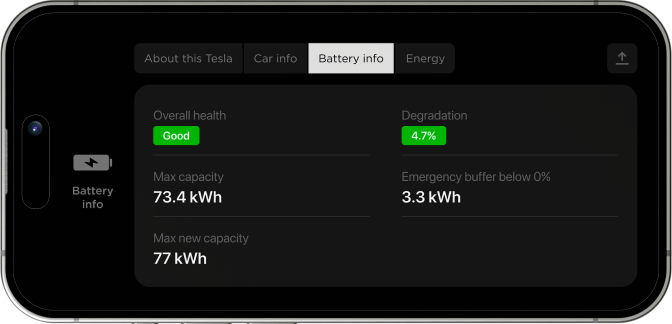 About this Tesla
Car info
Battery info
Energy
Battery
info
Overall health
Good
Degradation
4.7%
Max capacity
73.4 kWh
Emergency buffer below 0%
3.3 kWh
Max new capacity
77 kWh